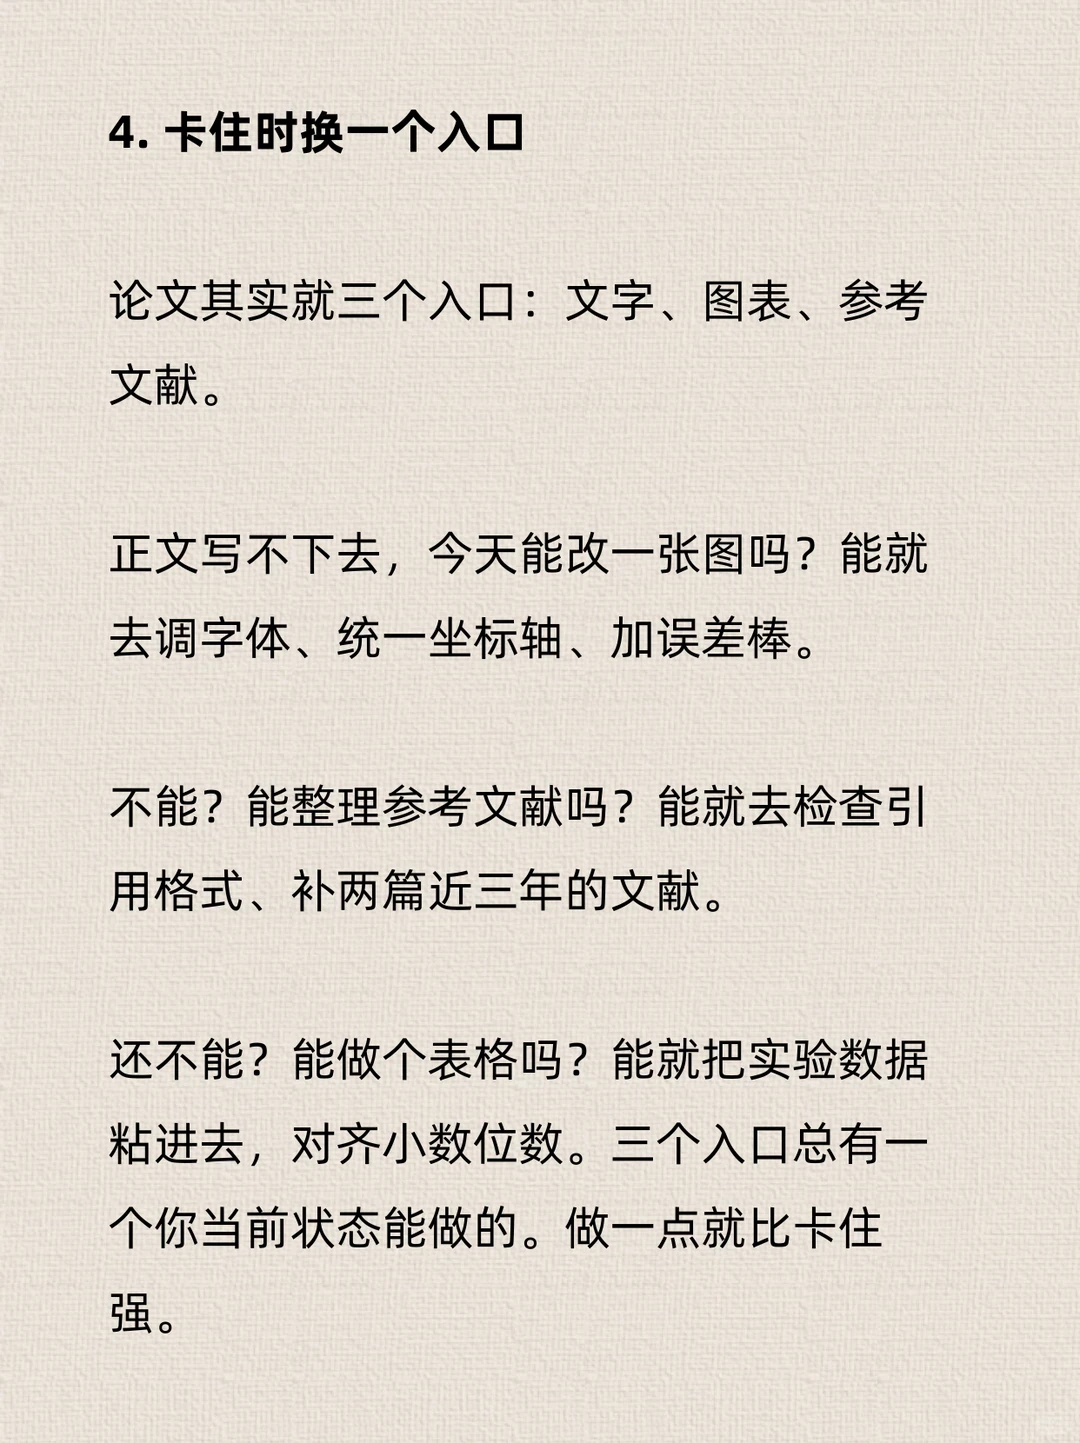 4. 卡住时换一个入口
论文其实就三个入口：文字、图表、参考
文献。
正文写不下去，今天能改一张图吗？能就
去调字体、统一坐标轴、加误差棒。
不能？能整理参考文献吗？能就去检查引
用格式、补两篇近三年的文献。
还不能？能做个表格吗？能就把实验数据
粘进去，对齐小数位数。三个入口总有一
个你当前状态能做的。做一点就比卡住
强。